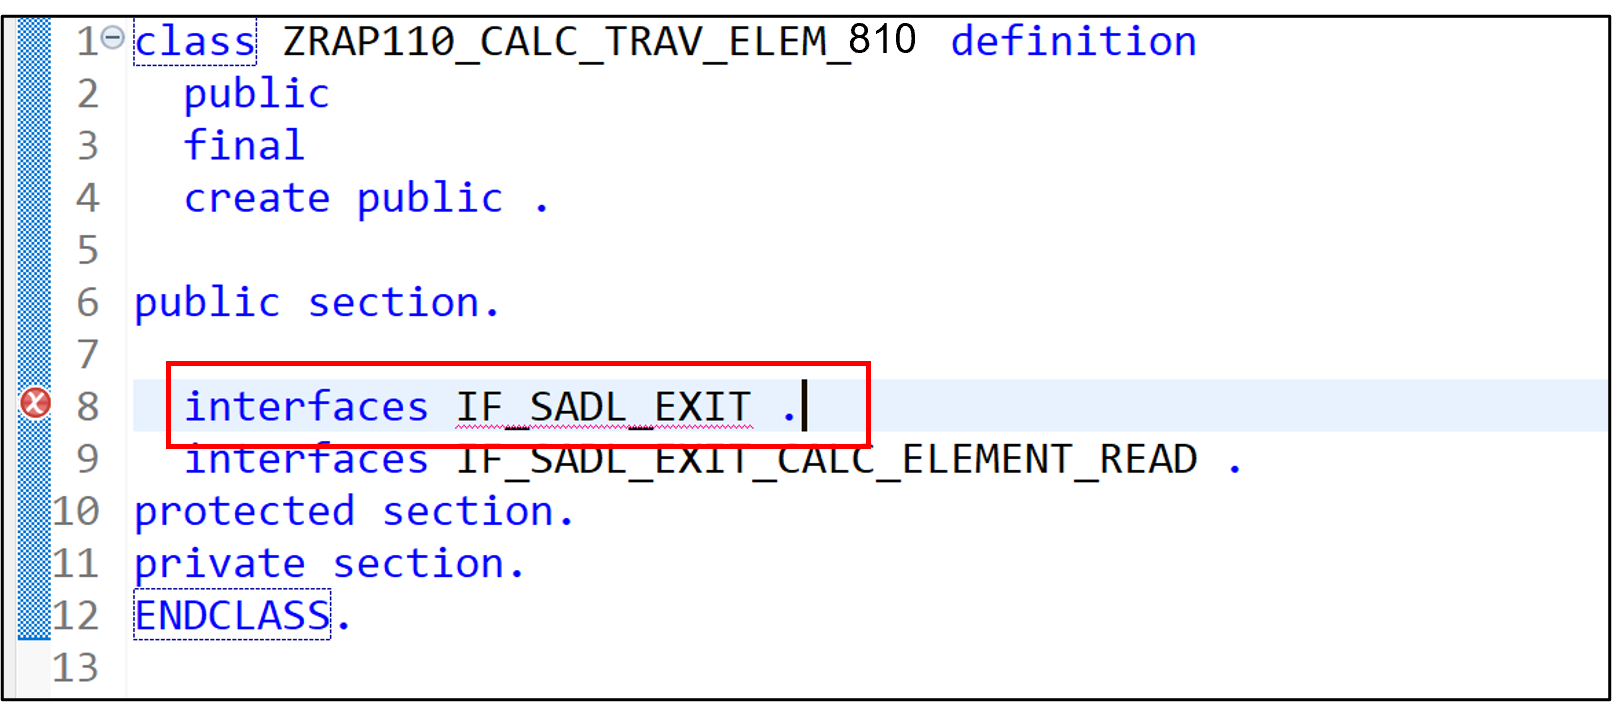 1 class ZRAP110_CALC_TRAV_ELEM_810 definition
2 public
3 final
4 create public .
5
6 public section.
7
8 interfaces IF_SADL_EXIT .
9 interfaces IF_SADL_EXIT_CALC_ELEMENT_READ .
10 protected section.
11 private section.
12 ENDCLASS.
13